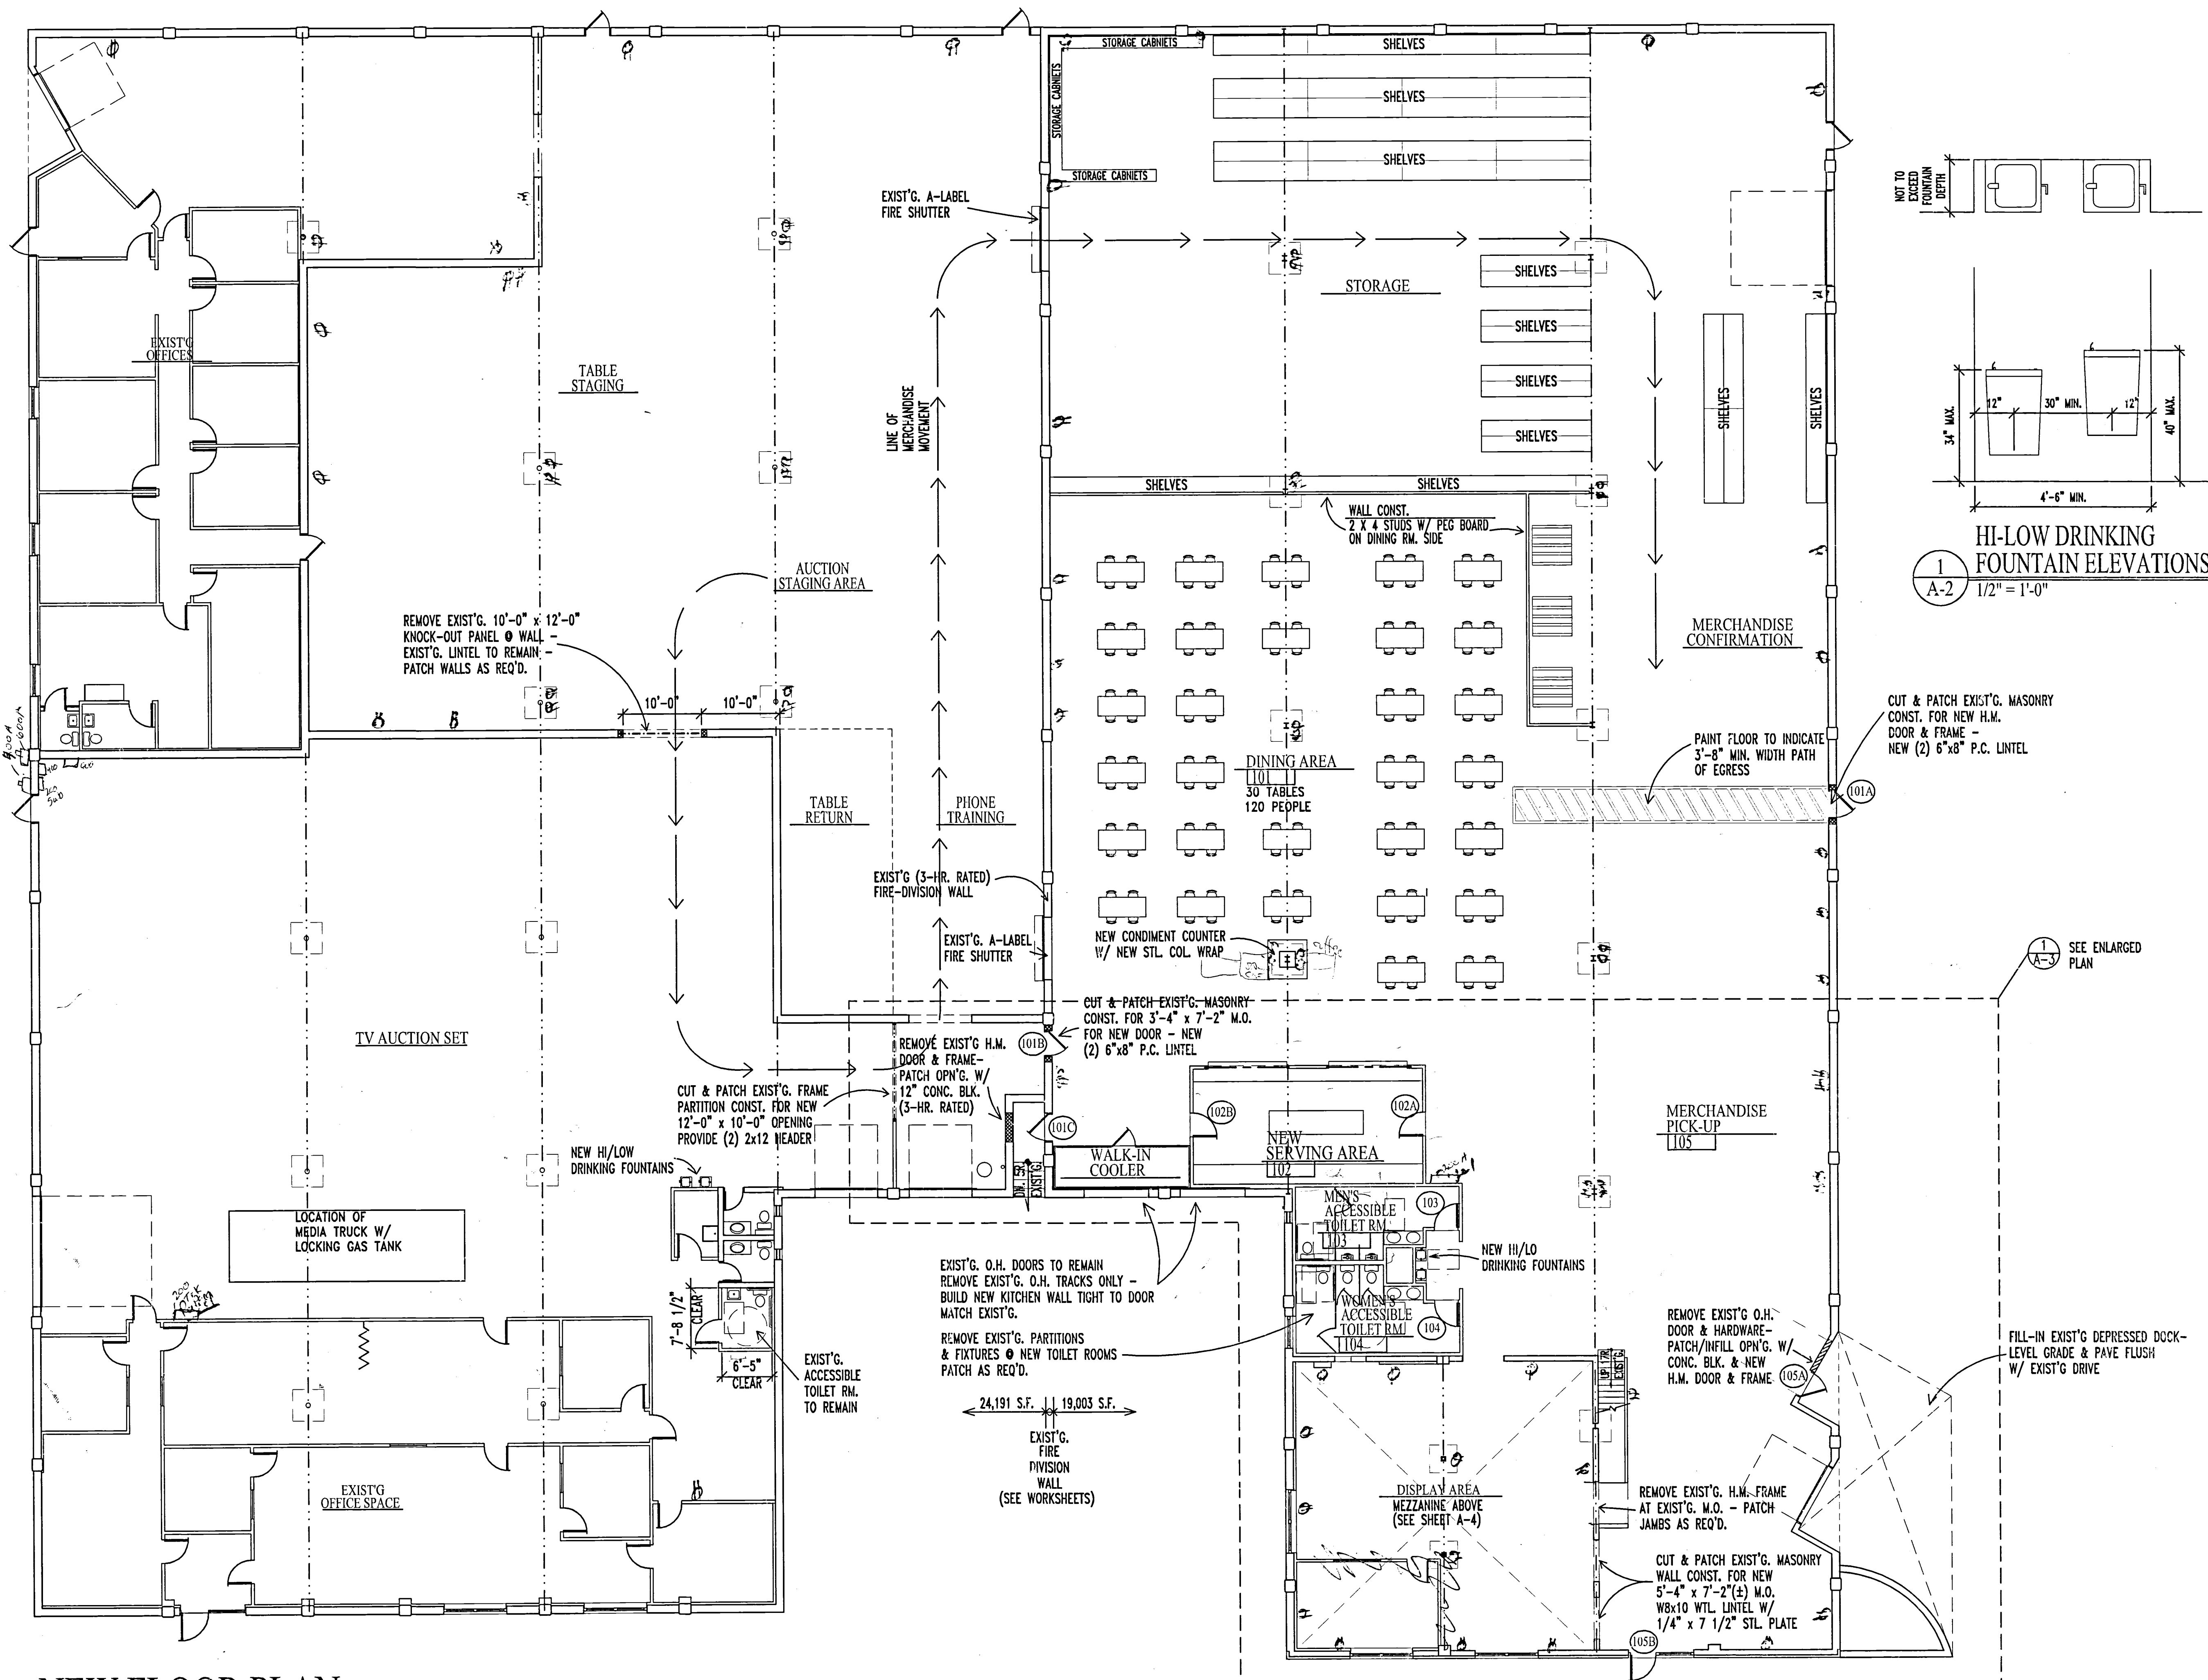 STORAGE CABNIETS
SHELVES
STORAGE CABNIETS
SHELVES
SHELVES
STORAGE CABNIETS
EXIST'G. A-LABEL
FIRE SHUTTER
NOT TO
EXCEED
FOUNTAIN
DEPTH
STORAGE
SHELVES
SHELVES
SHELVES
SHELVES
SHELVES
SHELVES
34" MAX.
12"
30" MIN.
12"
40" MAX.
4'-6" MIN.
1
A-2
HI-LOW DRINKING
FOUNTAIN ELEVATIONS
1/2" = 1'-0"
EXIST'G
OFFICES
TABLE
STAGING
LINE OF
MERCHANDISE
MOVEMENT
SHELVES
SHELVES
WALL CONST.
2 X 4 STUDS W/ PEG BOARD
ON DINING RM. SIDE
AUCTION
STAGING AREA
REMOVE EXIST'G. 10'-0" x 12'-0"
KNOCK-OUT PANEL @ WALL -
EXIST'G. LINTEL TO REMAIN -
PATCH WALLS AS REQ'D.
10'-0"
10'-0"
MERCHANDISE
CONFIRMATION
CUT & PATCH EXIST'G. MASONRY
CONST. FOR NEW H.M.
DOOR & FRAME -
NEW (2) 6"x8" P.C. LINTEL
PAINT FLOOR TO INDICATE
3'-8" MIN. WIDTH PATH
OF EGRESS
101A
DINING AREA
101
30 TABLES
120 PEOPLE
TABLE
RETURN
PHONE
TRAINING
EXIST'G (3-HR. RATED)
FIRE-DIVISION WALL
EXIST'G. A-LABEL
FIRE SHUTTER
NEW CONDIMENT COUNTER
W/ NEW STL. COL. WRAP
1
A-3
SEE ENLARGED
PLAN
CUT & PATCH EXIST'G. MASONRY
CONST. FOR 3'-4" x 7'-2" M.O.
FOR NEW DOOR - NEW
(2) 6"x8" P.C. LINTEL
101B
TV AUCTION SET
REMOVE EXIST'G H.M.
DOOR & FRAME-
PATCH OPN'G. W/
12" CONC. BLK.
(3-HR. RATED)
CUT & PATCH EXIST'G. FRAME
PARTITION CONST. FOR NEW
12'-0" x 10'-0" OPENING
PROVIDE (2) 2x12 HEADER
101C
102B
102A
NEW
SERVING AREA
102
WALK-IN
COOLER
MERCHANDISE
PICK-UP
105
NEW HI/LOW
DRINKING FOUNTAINS
EXIST'G.
LOCATION OF
MEDIA TRUCK W/
LOCKING GAS TANK
MEN'S
ACCESSIBLE
TOILET RM.
103
103
NEW HI/LO
DRINKING FOUNTAINS
EXIST'G. O.H. DOORS TO REMAIN
REMOVE EXIST'G. O.H. TRACKS ONLY -
BUILD NEW KITCHEN WALL TIGHT TO DOOR
MATCH EXIST'G.
REMOVE EXIST'G. PARTITIONS
& FIXTURES @ NEW TOILET ROOMS
PATCH AS REQ'D.
WOMEN'S
ACCESSIBLE
TOILET RM.
104
104
7'-8 1/2"
CLEAR
6'-5"
CLEAR
EXIST'G.
ACCESSIBLE
TOILET RM.
TO REMAIN
24,191 S.F.
19,003 S.F.
EXIST'G.
FIRE
DIVISION
WALL
(SEE WORKSHEETS)
REMOVE EXIST'G O.H.
DOOR & HARDWARE-
PATCH/INFILL OPN'G. W/
CONC. BLK. & NEW
H.M. DOOR & FRAME
105A
FILL-IN EXIST'G DEPRESSED DOCK-
LEVEL GRADE & PAVE FLUSH
W/ EXIST'G DRIVE
EXIST'G.
EXIST'G
OFFICE SPACE
DISPLAY AREA
MEZZANINE ABOVE
(SEE SHEET A-4)
REMOVE EXIST'G. H.M. FRAME
AT EXIST'G. M.O. - PATCH
JAMBS AS REQ'D.
CUT & PATCH EXIST'G. MASONRY
WALL CONST. FOR NEW
5'-4" x 7'-2"(±) M.O.
W8x10 WTL. LINTEL W/
1/4" x 7 1/2" STL. PLATE
105B
NEW FLOOR PLAN